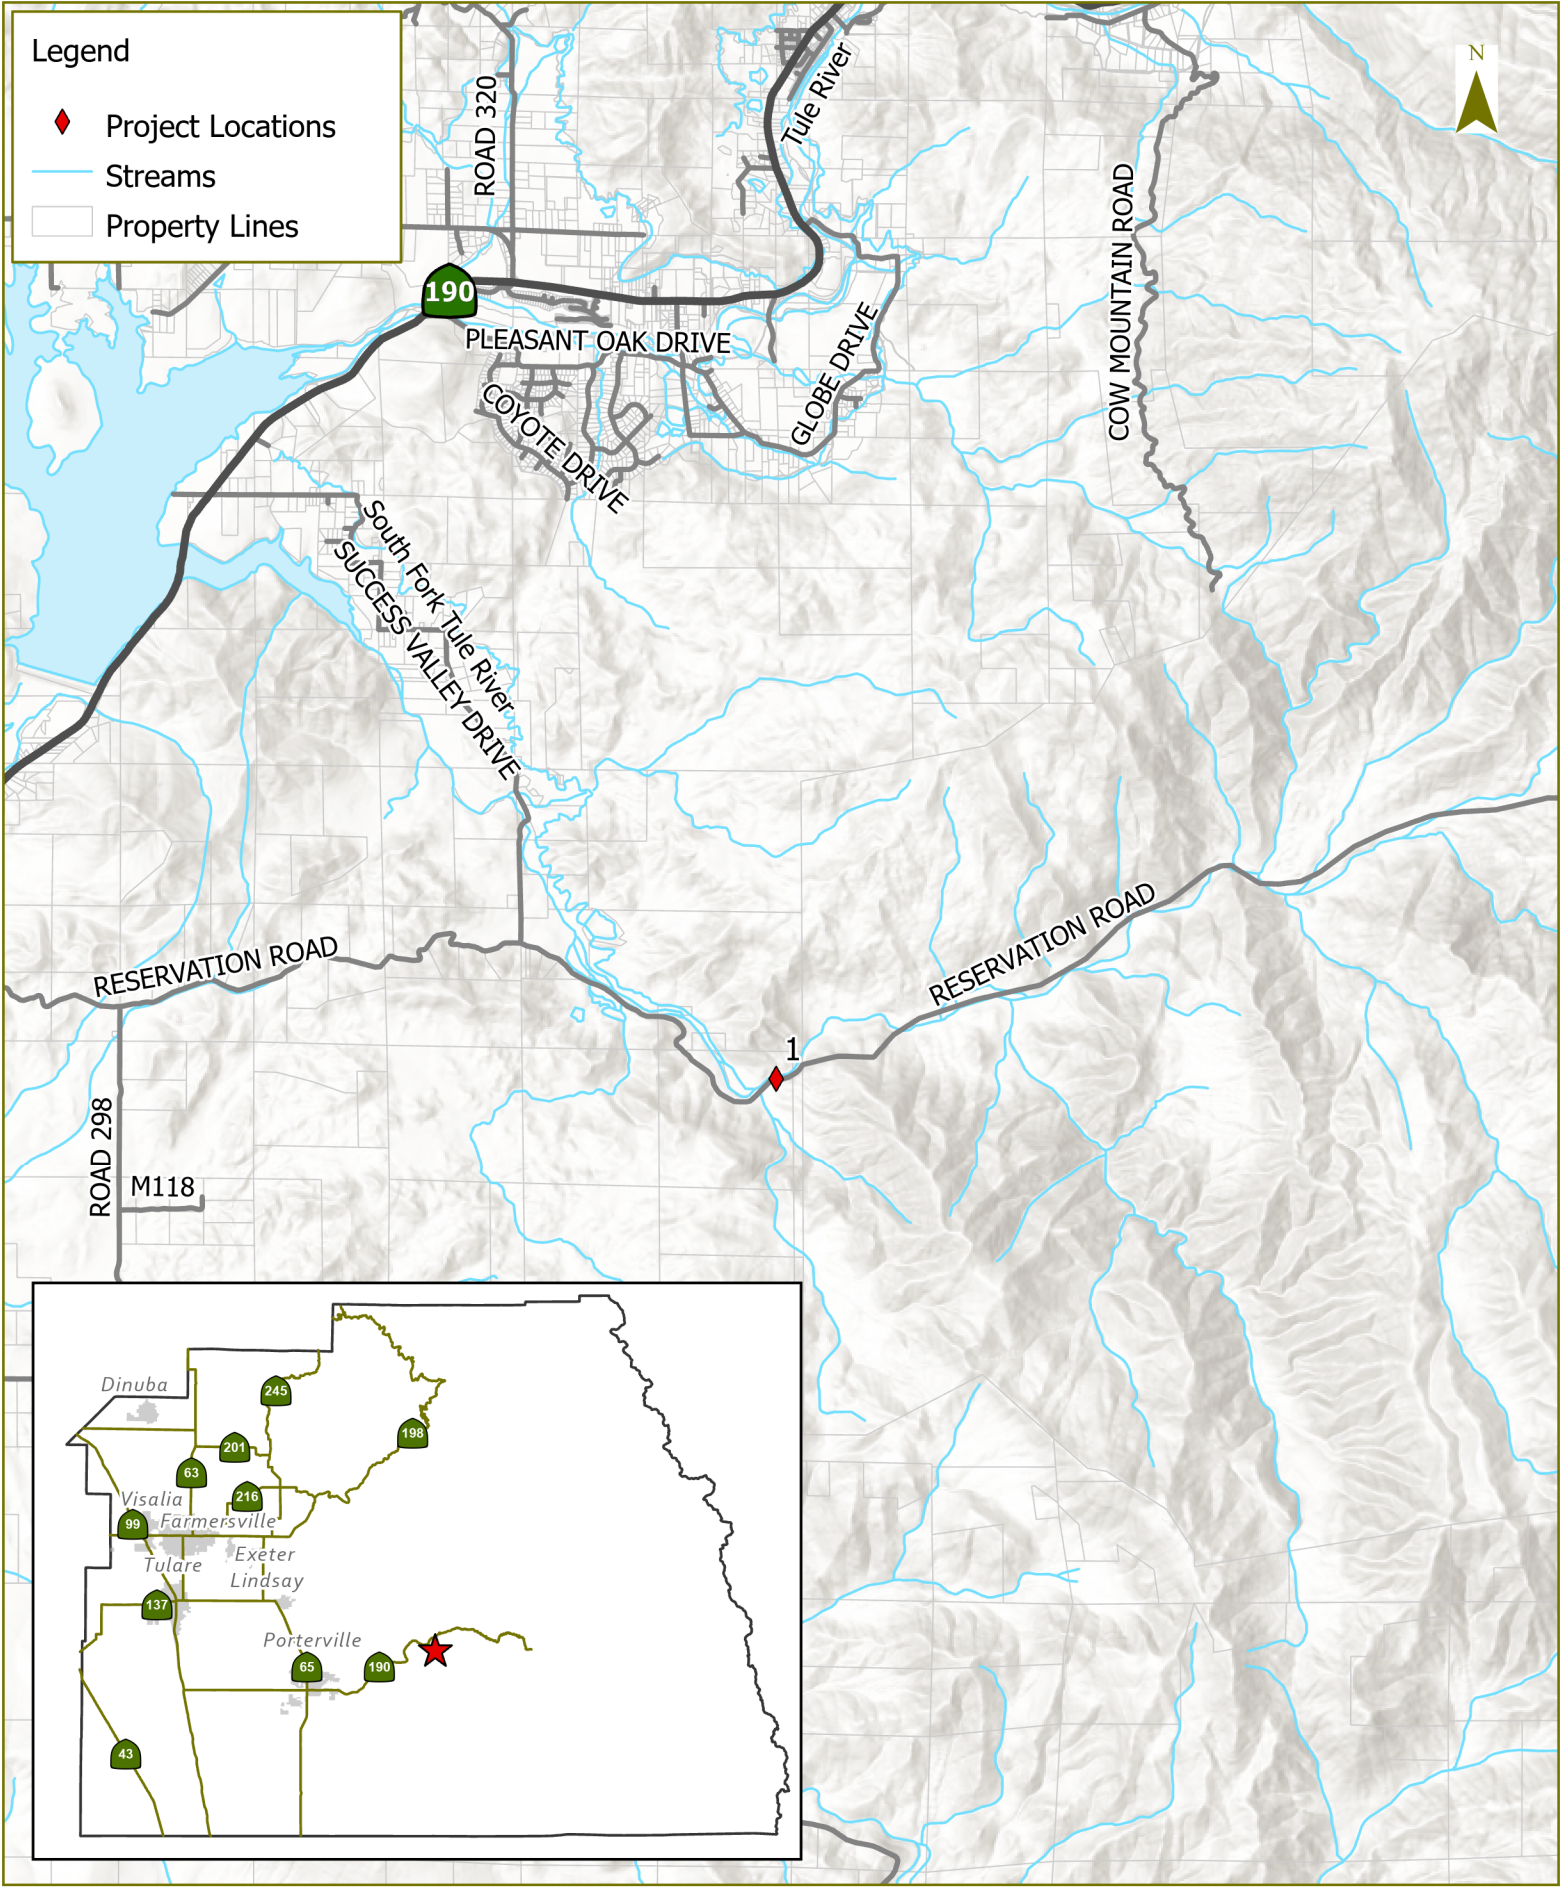 Legend
Project Locations
Streams
Property Lines
N
ROAD 320
Tule River
COW MOUNTAIN ROAD
190
PLEASANT OAK DRIVE
GLOBE DRIVE
COYOTE DRIVE
South Fork Tule River
SUCCESS VALLEY DRIVE
RESERVATION ROAD
RESERVATION ROAD
1
ROAD 298
M118
Dinuba
245
198
201
63
216
Visalia
99
Farmersville
Exeter
Tulare
Lindsay
137
Porterville
65
190
43